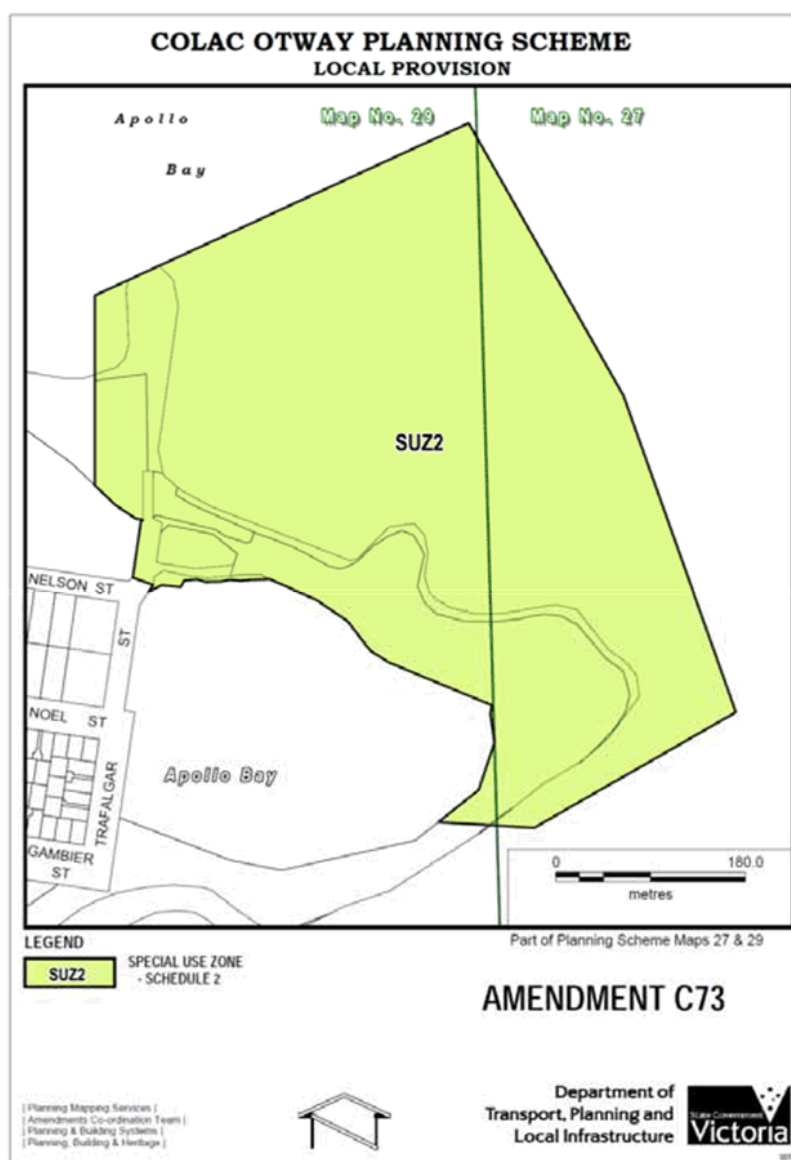 COLAC OTWAY PLANNING SCHEME
LOCAL PROVISION
Apollo
Bay
Map No. 29
Map No. 27
SUZ2
NELSON ST
ST
NOEL ST
TRAFALGAR
GAMBIER
ST
Apollo Bay
0 180.0
metres
Part of Planning Scheme Maps 27 & 29
LEGEND
SUZ2
SPECIAL USE ZONE
- SCHEDULE 2
AMENDMENT C73
| Planning Mapping Services |
| Amendments Co-ordination Team |
| Planning & Building Systems |
| Planning, Building & Heritage |
Department of
Transport, Planning and
Local Infrastructure
State Government
Victoria